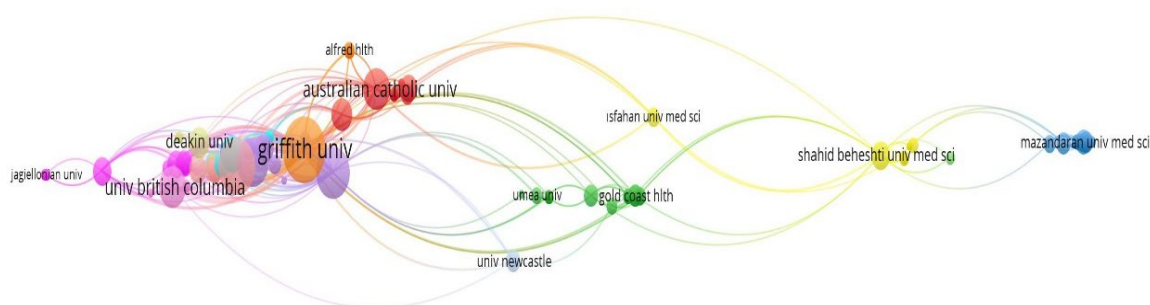 alfred hlth
australian catholic univ
isfahan univ med sci
deakin univ
griffith univ
shahid beheshti univ med sci
mazandaran univ med sci
jagiellonian univ
univ british columbia
umea univ
gold coast hlth
univ newcastle